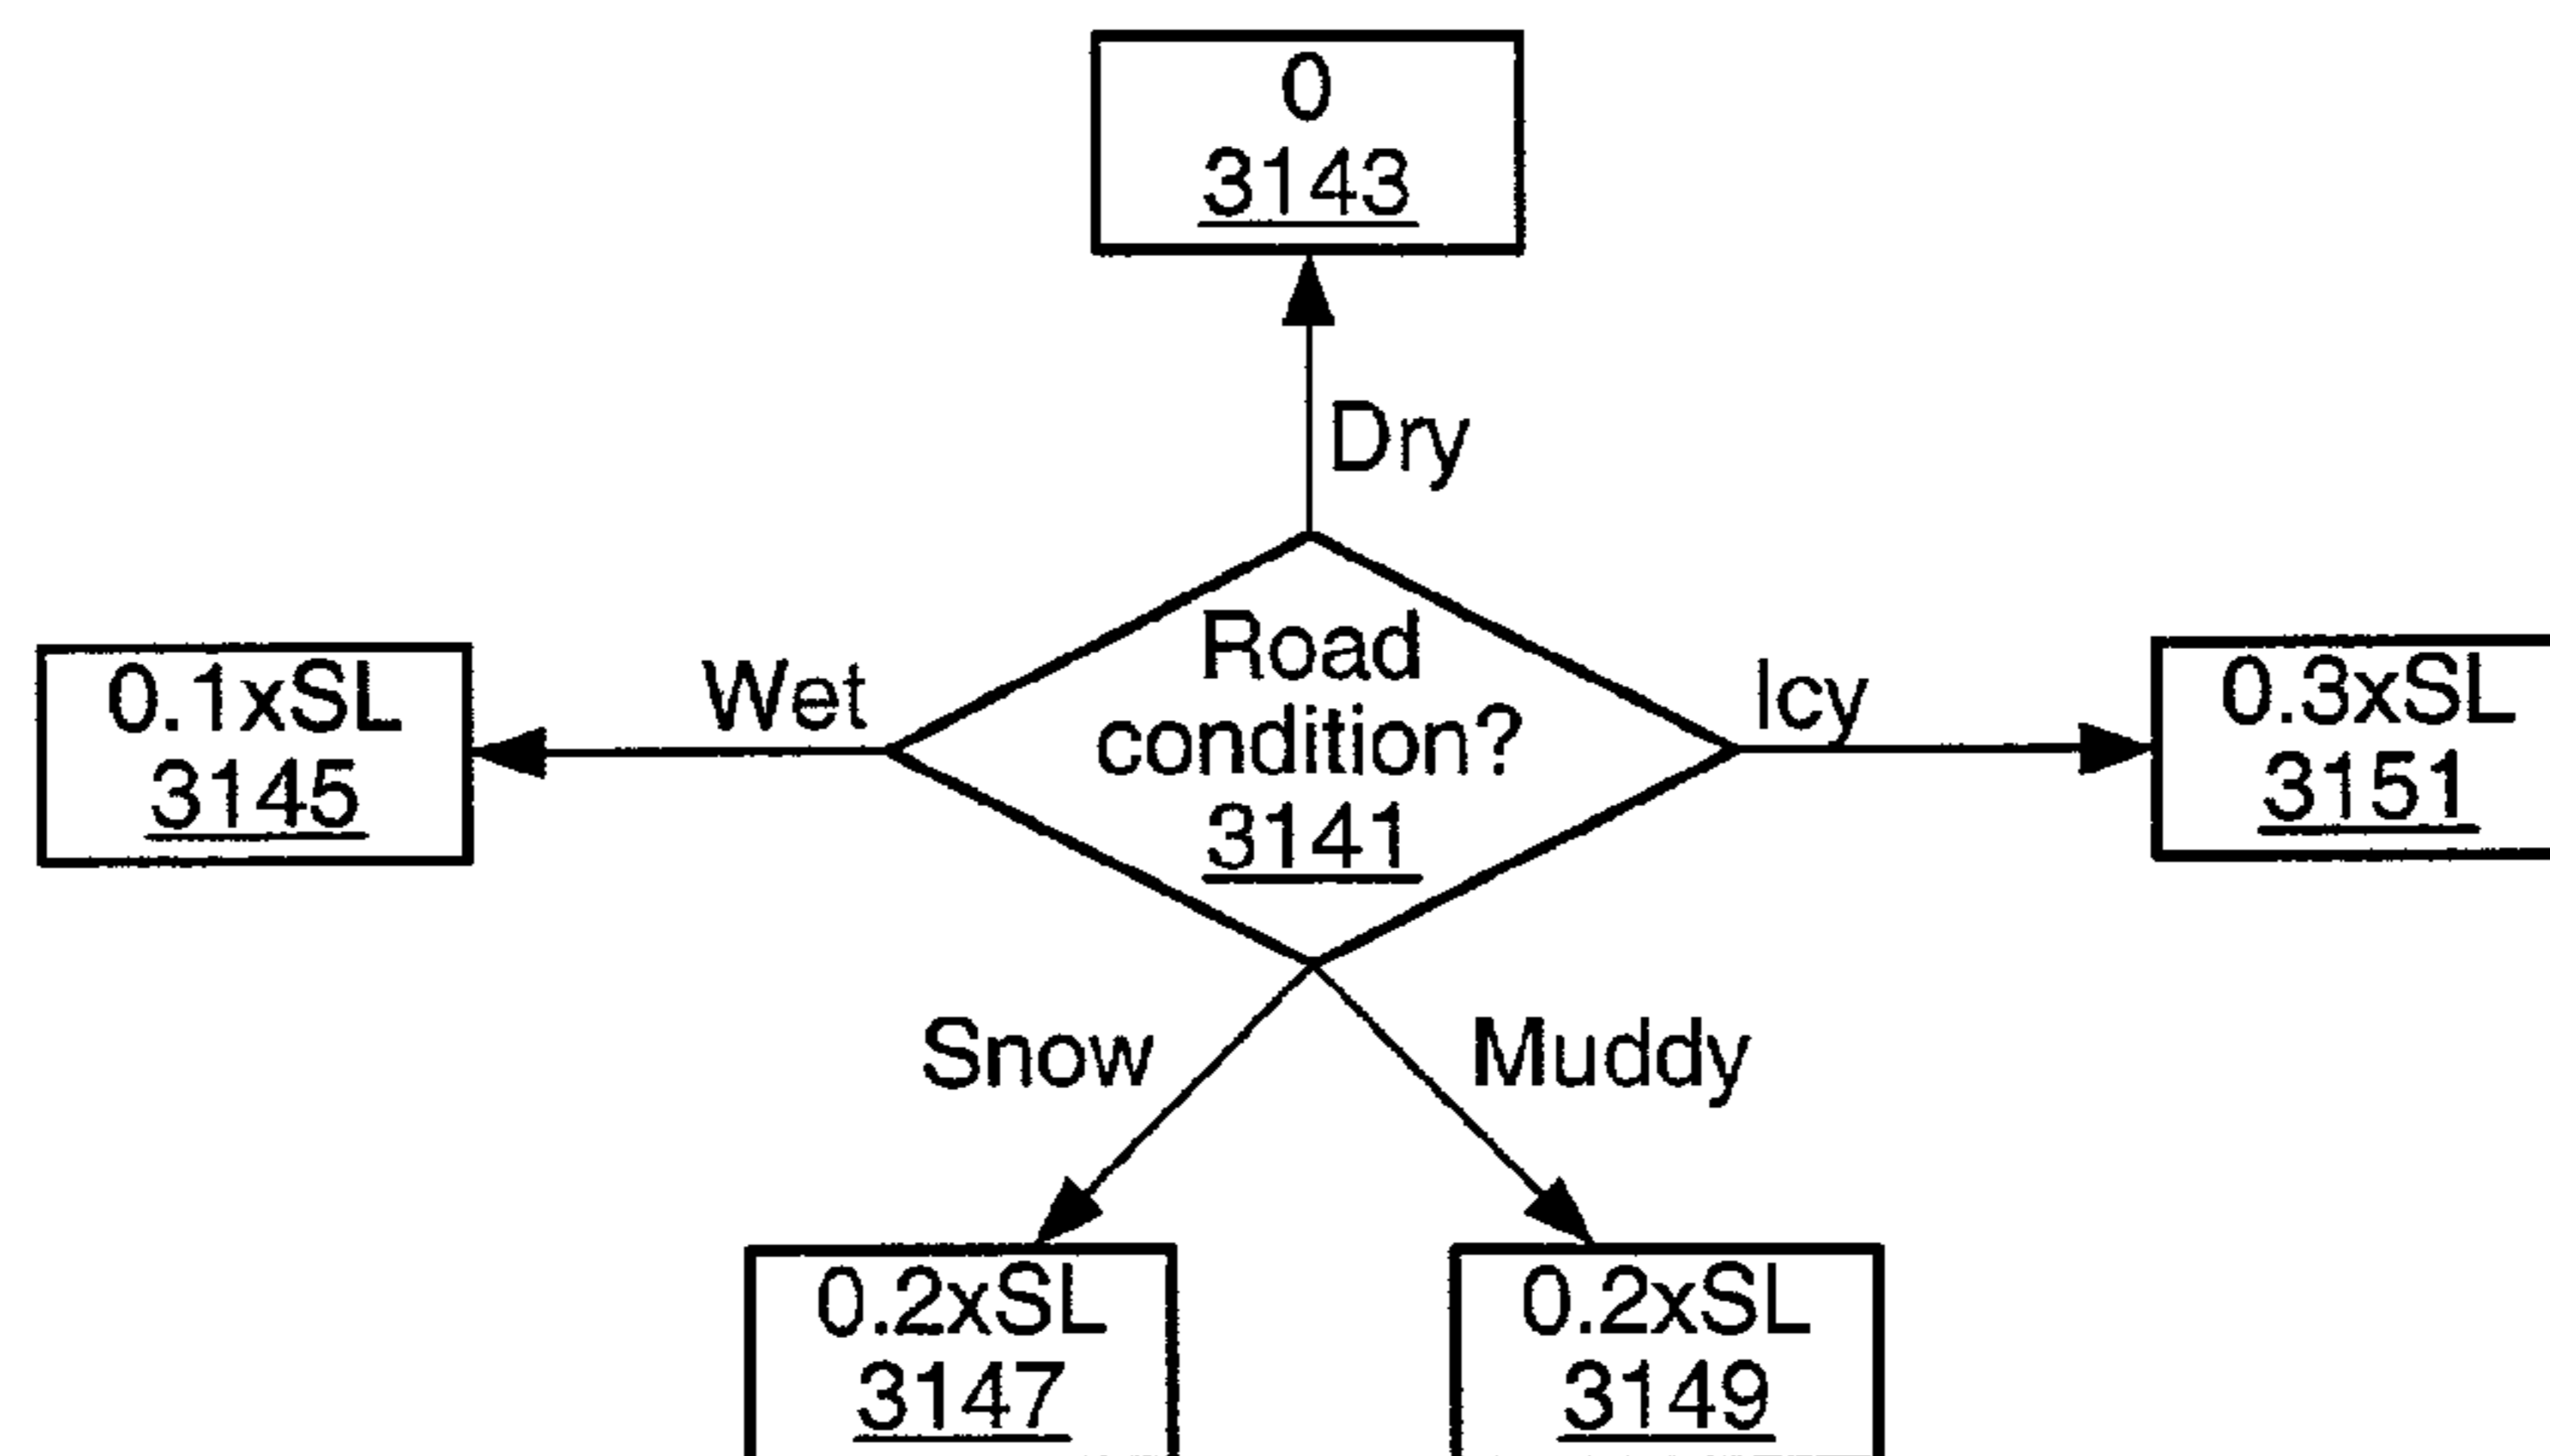 0
3143
Dry
Wet
0.1xSL
3145
Road
condition?
3141
Icy
0.3xSL
3151
Snow
Muddy
0.2xSL
3147
0.2xSL
3149